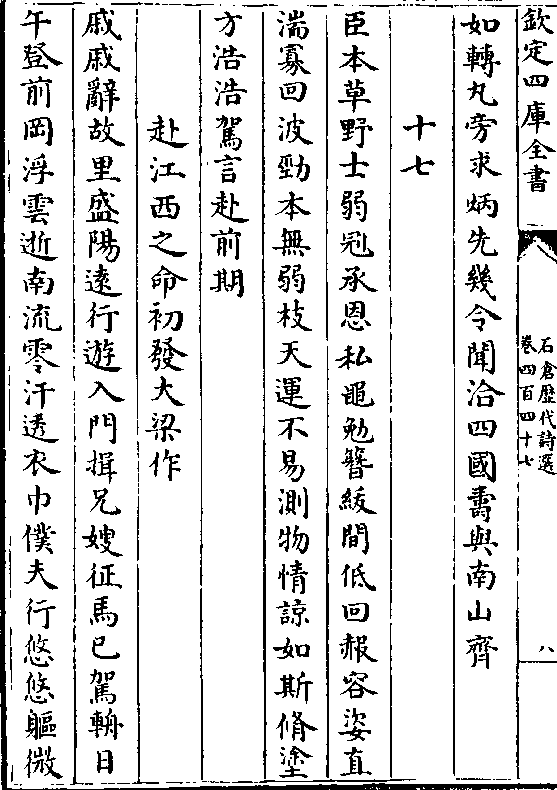 欽定四庫全書
石倉歷代詩選
卷四百四十七
八
如轉丸旁求炳先幾令聞洽四國壽與南山齊
十七
臣本草野士弱冠承恩私黽勉簪紱間低回赧容姿直
湍寡回波勁本無弱枝天運不易測物情諒如斯脩塗
方浩浩駕言赴前期
赴江西之命初發大梁作
戚戚辭故里盛陽遠行遊入門揖兄嫂征馬已駕輈日
午登前岡浮雲逝南流零汗透衣巾僕夫行悠悠軀微